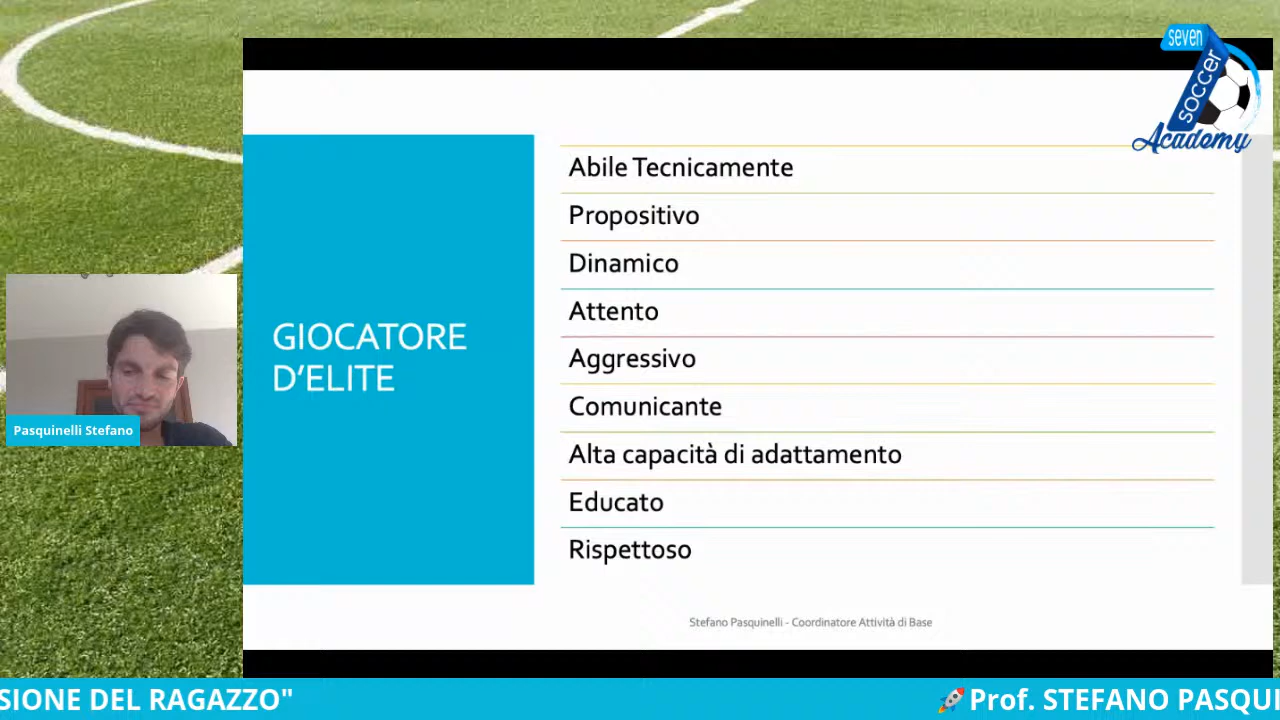 seven
SOCCER
Academy
GIOCATORE
D'ELITE
Abile Tecnicamente
Propositivo
Dinamico
Attento
Aggressivo
Comunicante
Alta capacità di adattamento
Educato
Rispettoso
Stefano Pasquinelli - Coordinatore Attività di Base
Pasquinelli Stefano
SIONE DEL RAGAZZO" 🚀 Prof. STEFANO PASQUI